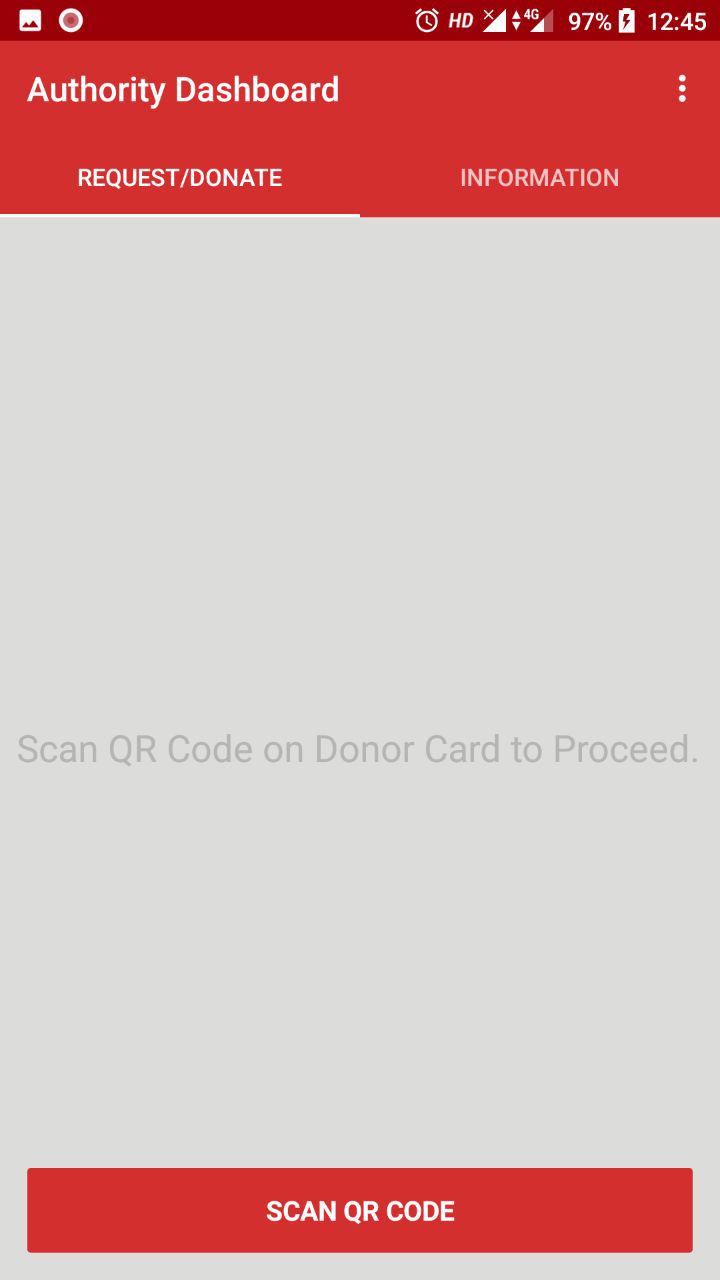 HD 4G 97% 12:45
Authority Dashboard
REQUEST/DONATE INFORMATION
Scan QR Code on Donor Card to Proceed.
SCAN QR CODE